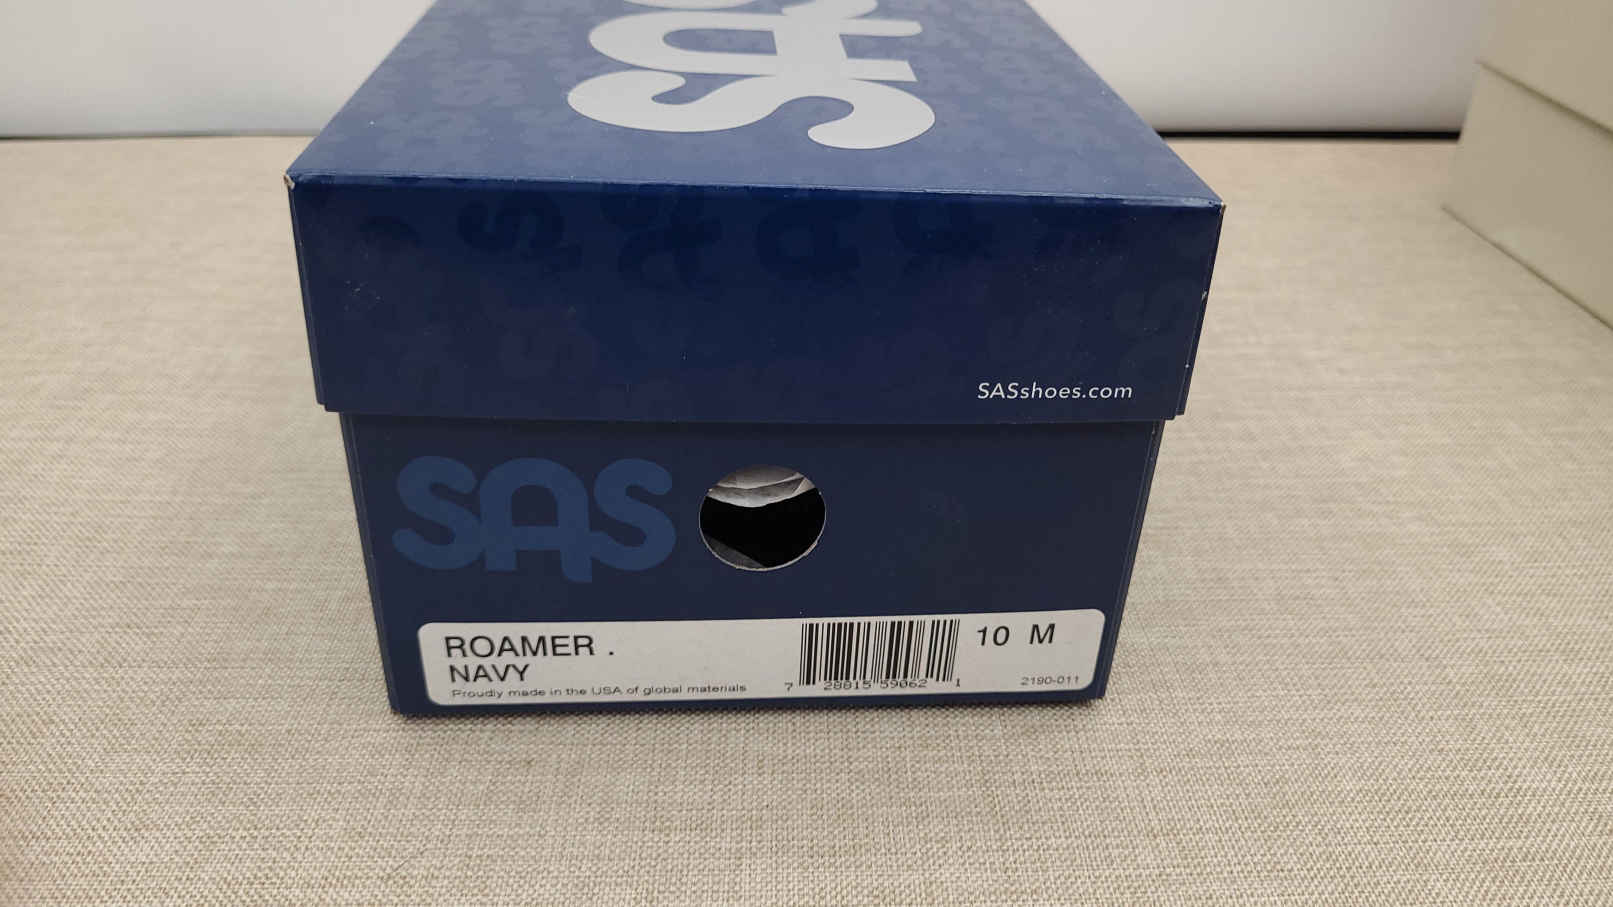 SAS
SASshoes.com
SAS
ROAMER .
NAVY
Proudly made in the USA of global materials
7 28815 59062 1
10 M
2190-011